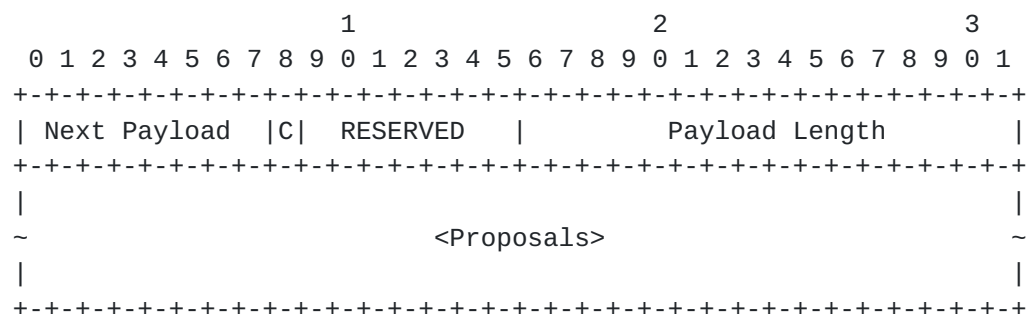 1                   2                   3
 0 1 2 3 4 5 6 7 8 9 0 1 2 3 4 5 6 7 8 9 0 1 2 3 4 5 6 7 8 9 0 1
+-+-+-+-+-+-+-+-+-+-+-+-+-+-+-+-+-+-+-+-+-+-+-+-+-+-+-+-+-+-+-+-+
| Next Payload  |C|  RESERVED   |         Payload Length        |
+-+-+-+-+-+-+-+-+-+-+-+-+-+-+-+-+-+-+-+-+-+-+-+-+-+-+-+-+-+-+-+-+
|                                                               |
~                          <Proposals>                          ~
|                                                               |
+-+-+-+-+-+-+-+-+-+-+-+-+-+-+-+-+-+-+-+-+-+-+-+-+-+-+-+-+-+-+-+-+